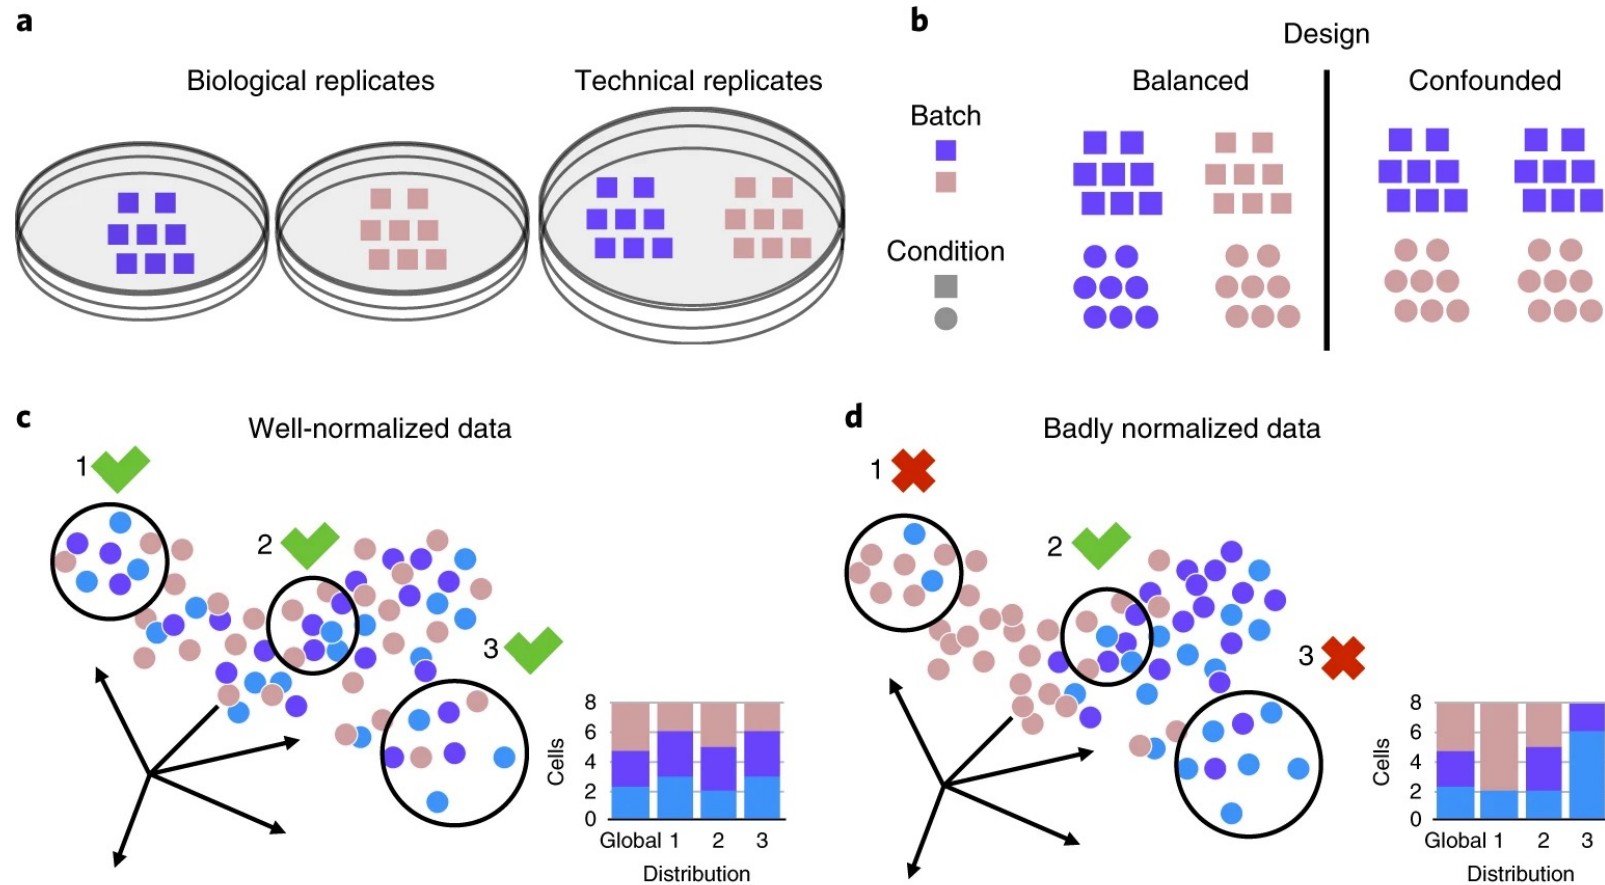 a
Biological replicates
Technical replicates
b
Design
Balanced
Confounded
Batch
Condition
c
Well-normalized data
1
2
3
8
6
4
2
0
Cells
Global 1 2 3
Distribution
d
Badly normalized data
1
2
3
8
6
4
2
0
Cells
Global 1 2 3
Distribution